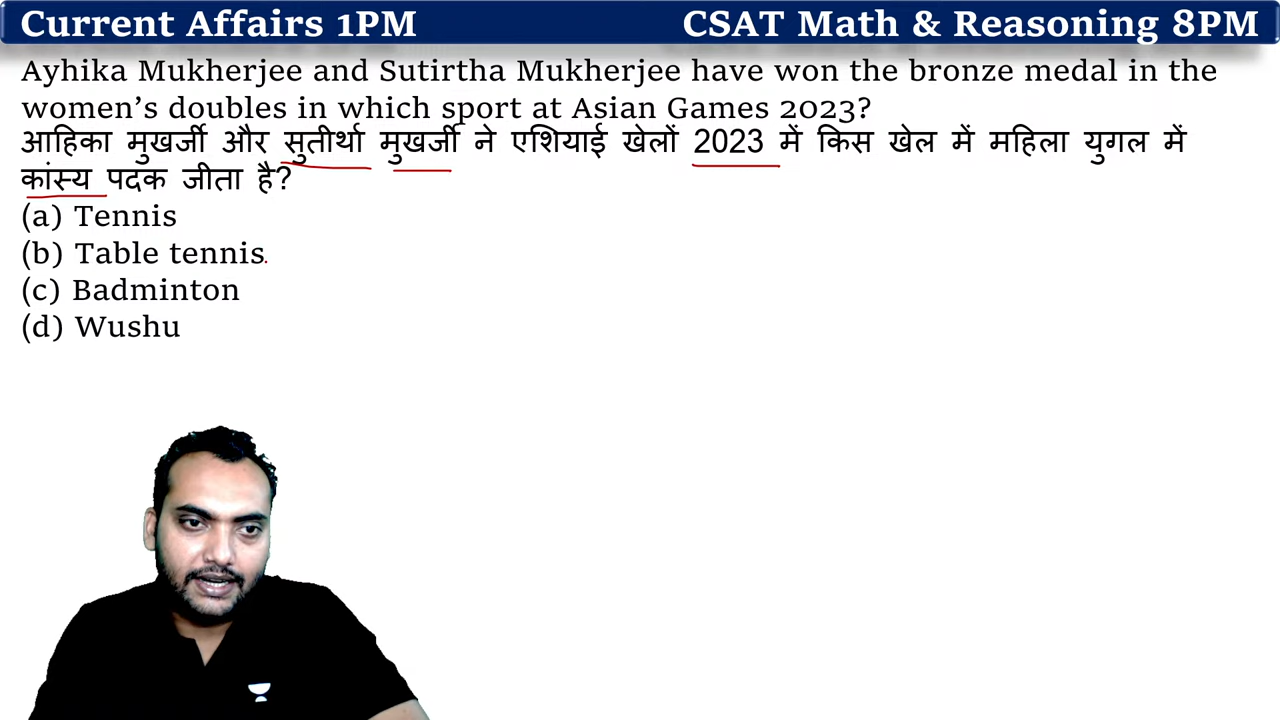 Current Affairs 1PM
CSAT Math & Reasoning 8PM
Ayhika Mukherjee and Sutirtha Mukherjee have won the bronze medal in the
women’s doubles in which sport at Asian Games 2023?
आहिका मुखर्जी और सुतीर्था मुखर्जी ने एशियाई खेलों 2023 में किस खेल में महिला युगल में
कांस्य पदक जीता है?
(a) Tennis
(b) Table tennis
(c) Badminton
(d) Wushu